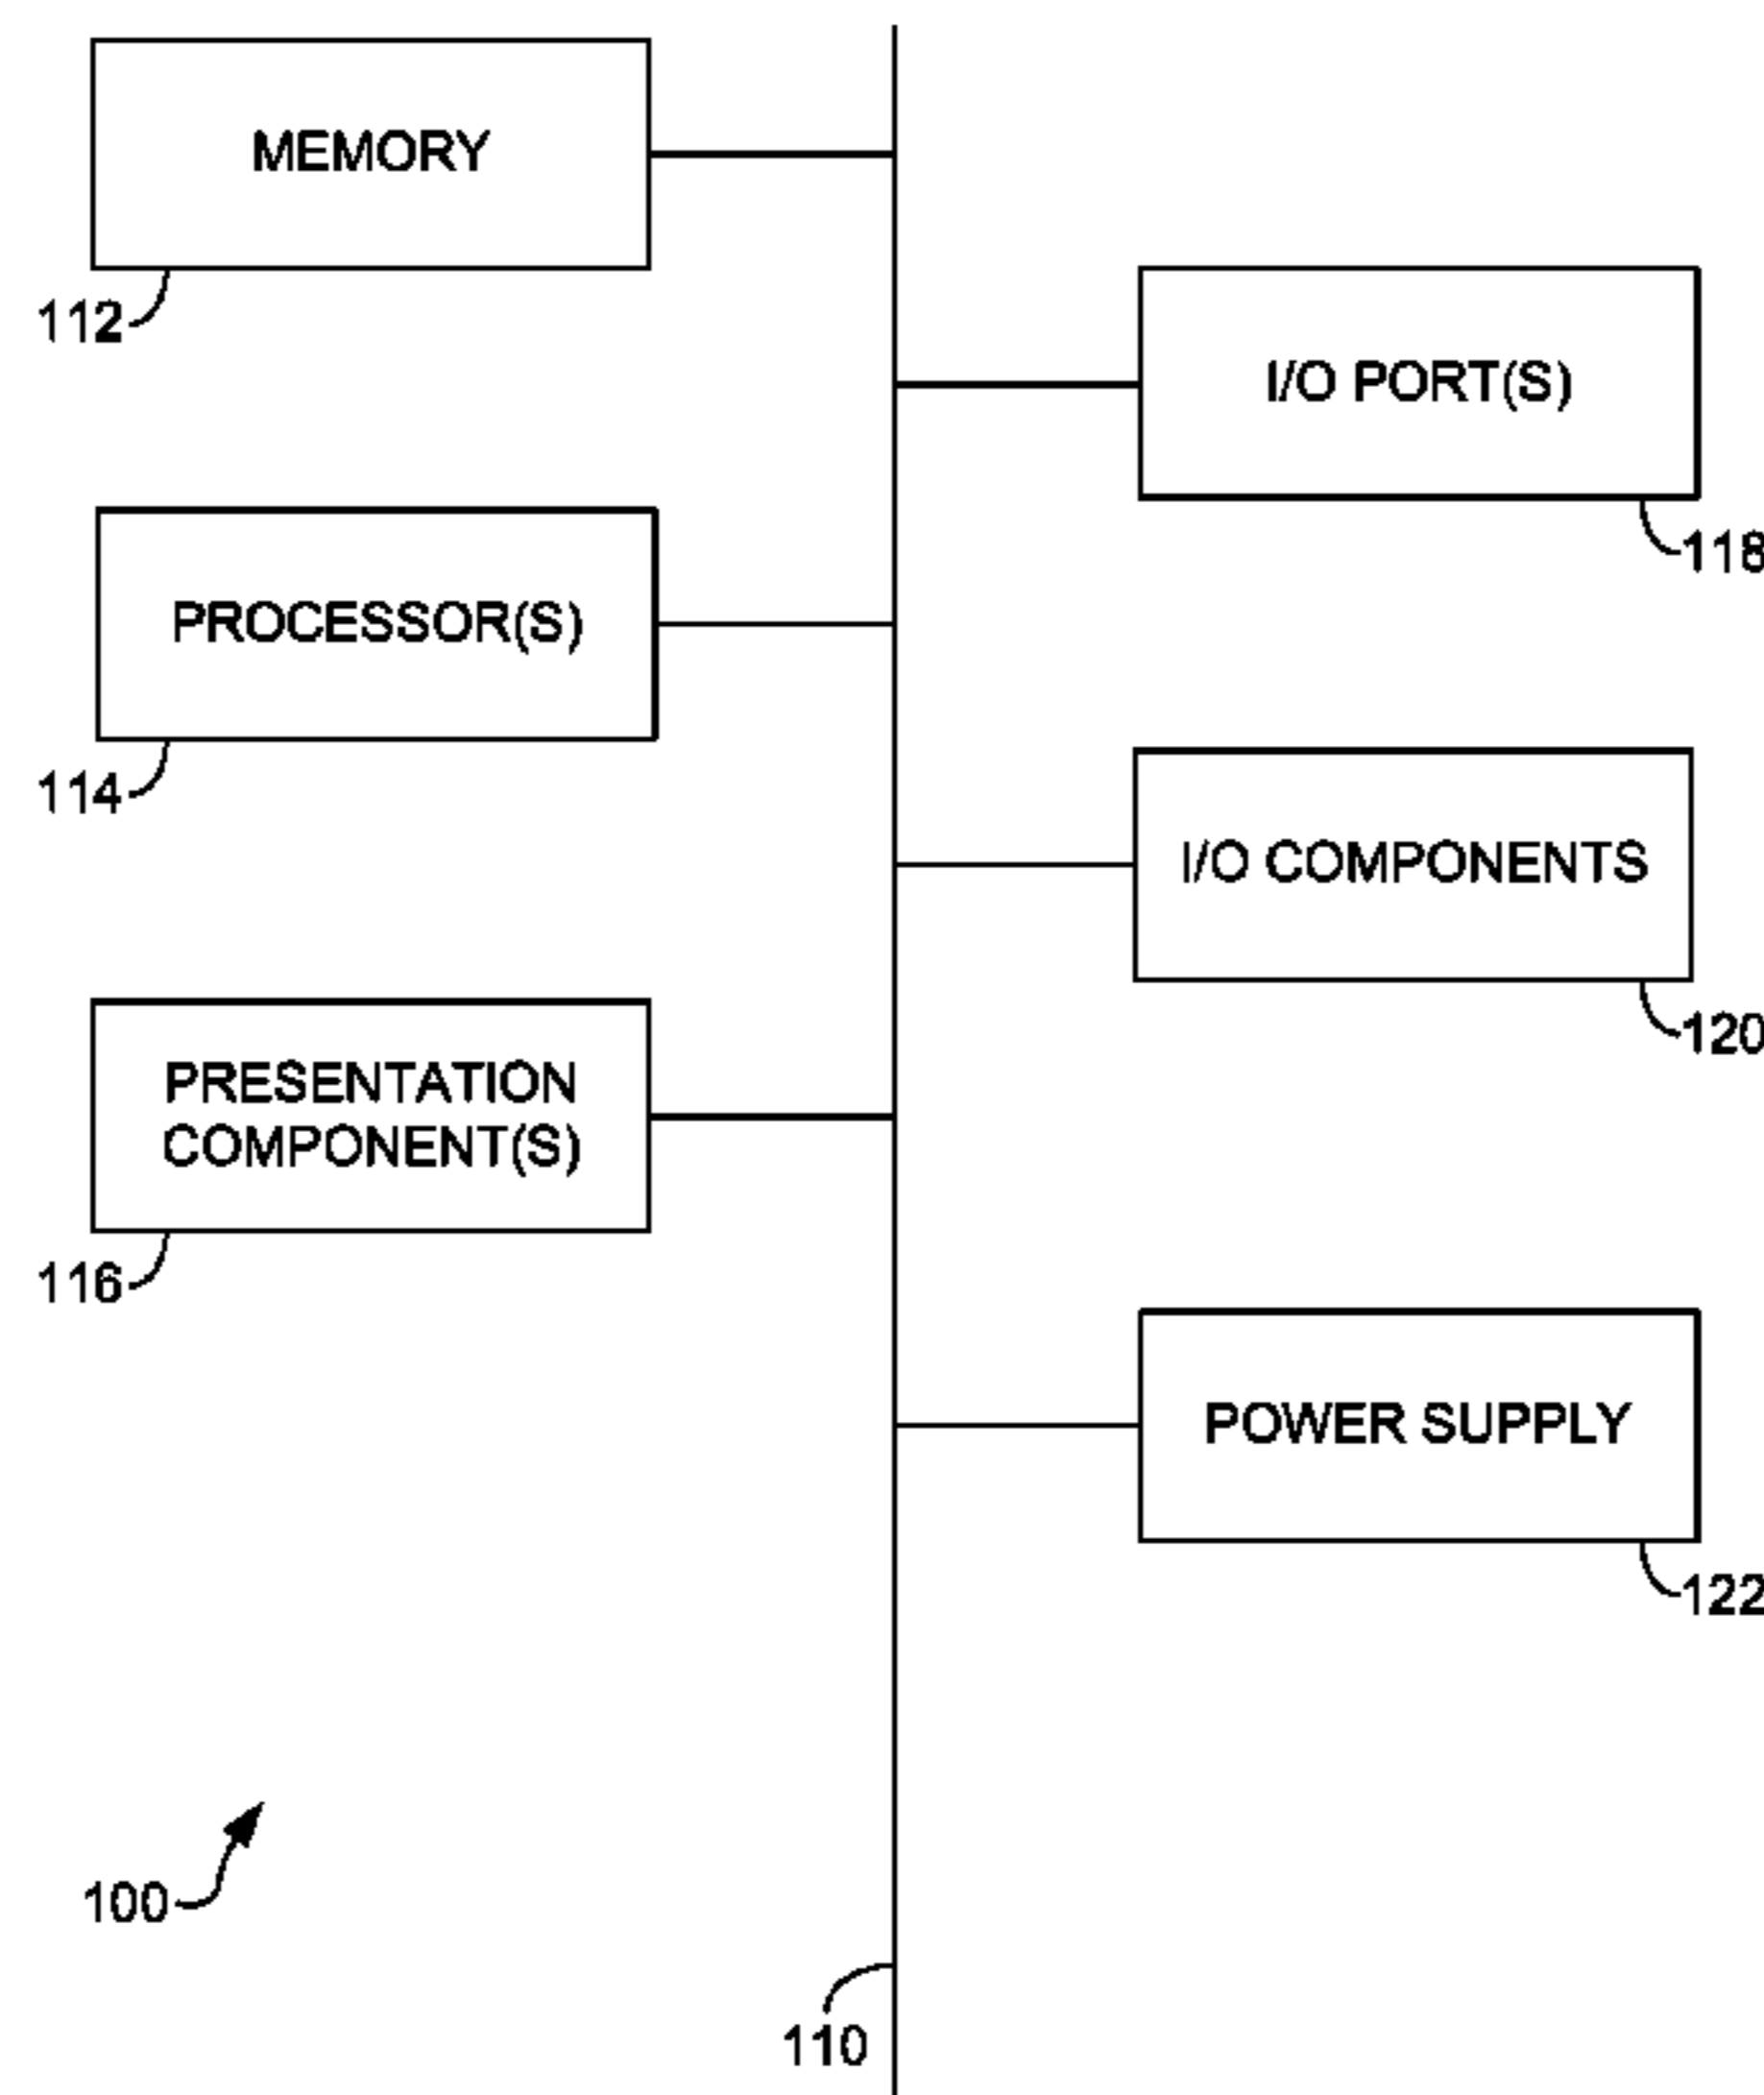 MEMORY
112
I/O PORT(S)
118
PROCESSOR(S)
114
I/O COMPONENTS
120
PRESENTATION
COMPONENT(S)
116
POWER SUPPLY
122
100
110